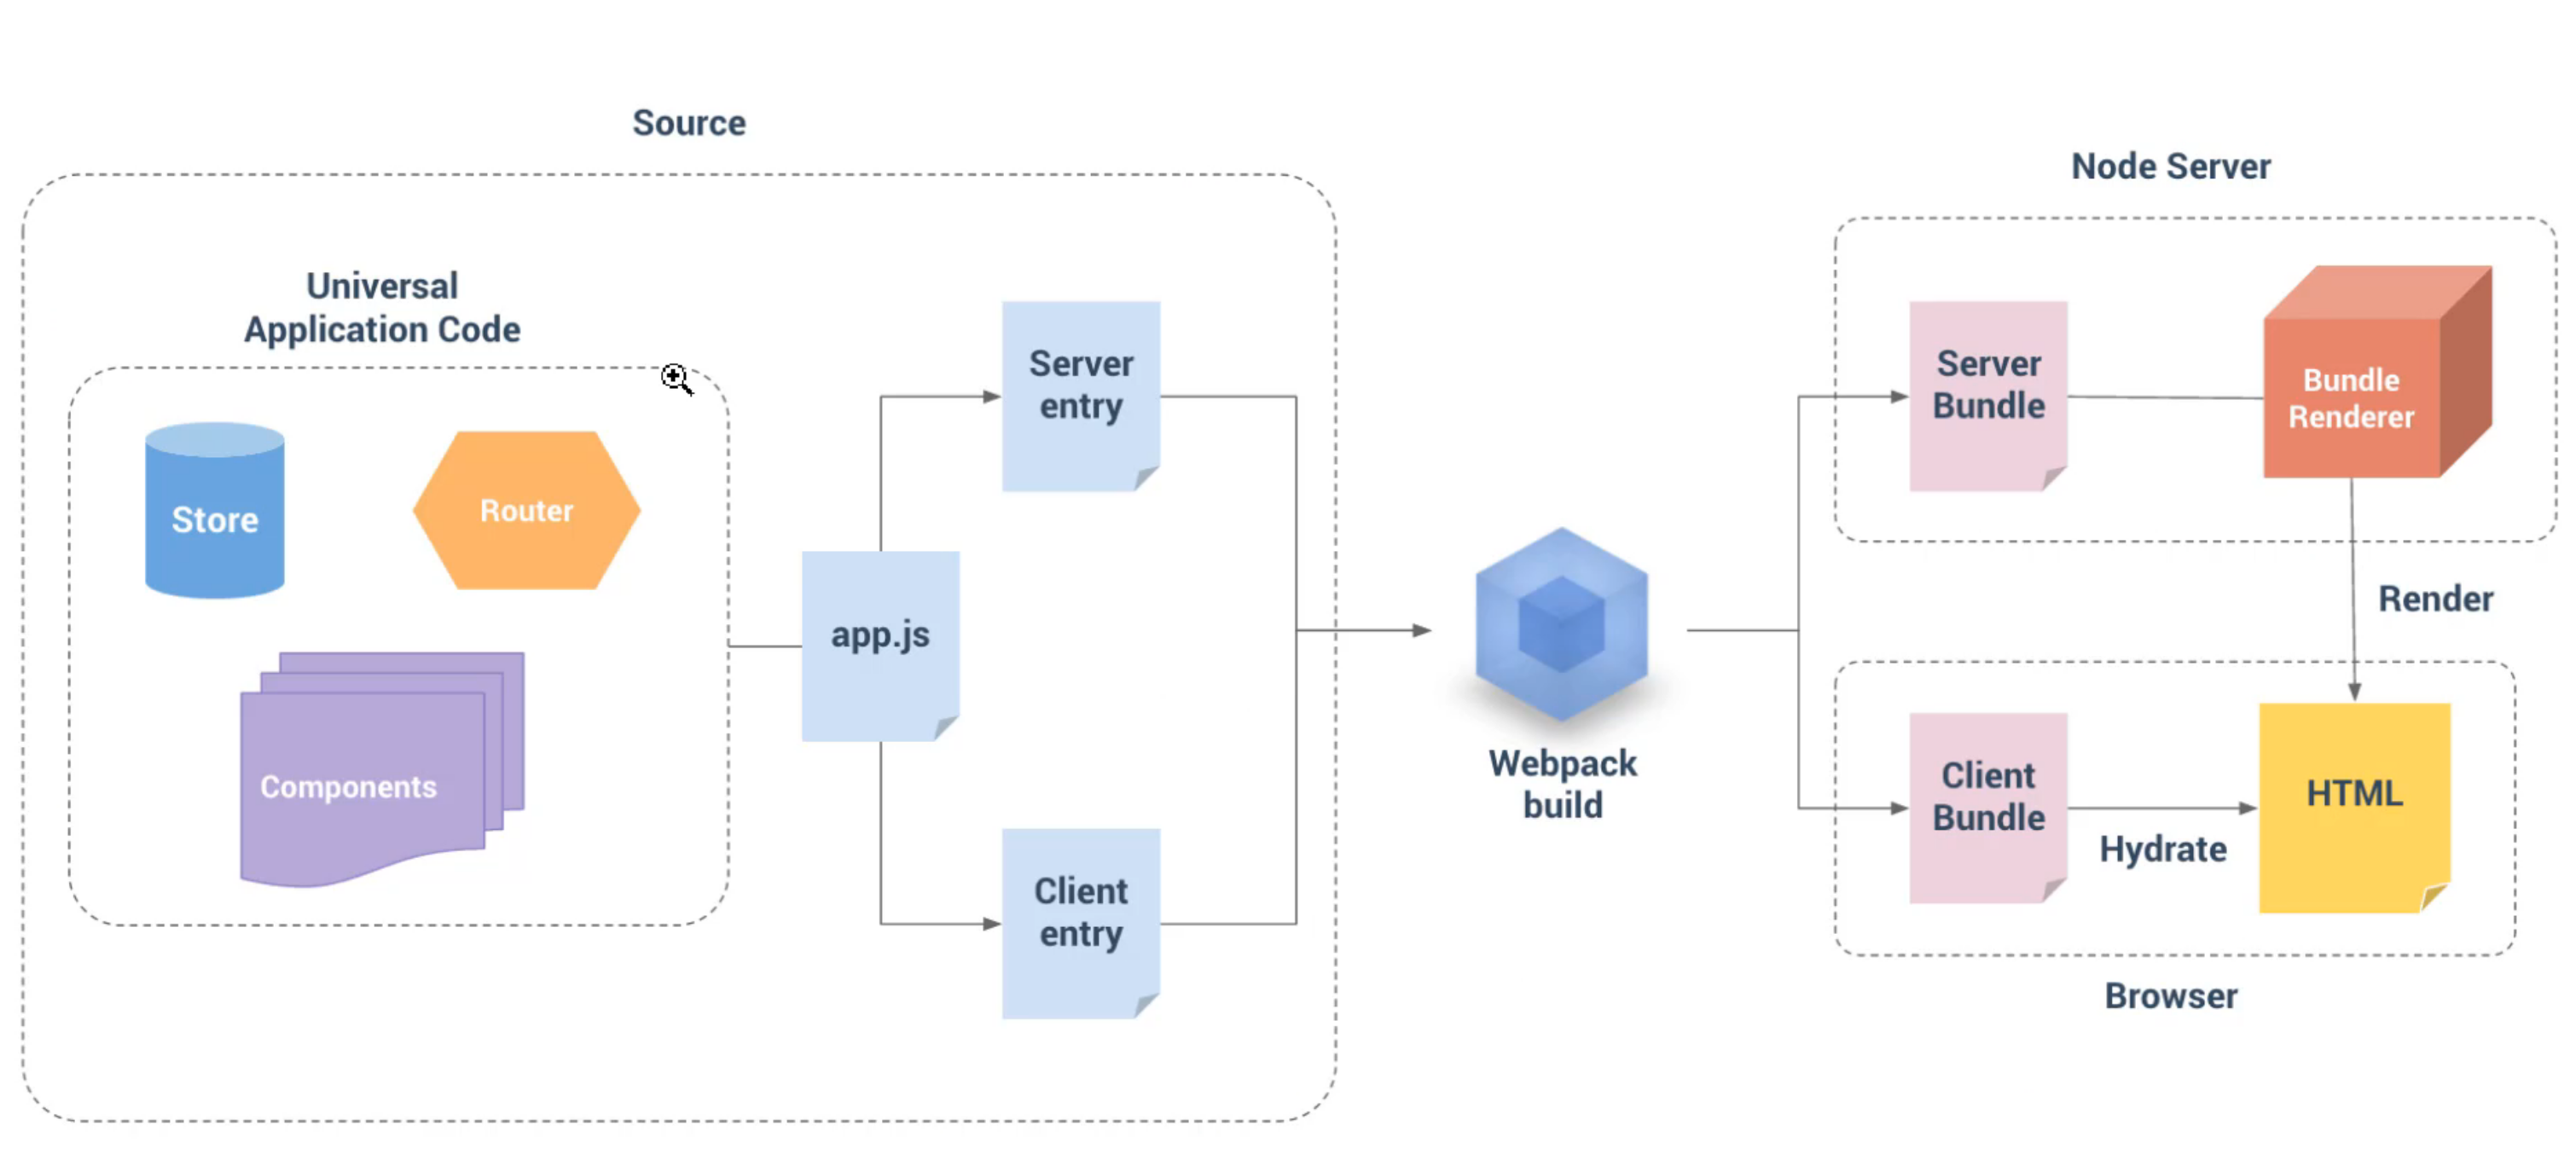 Source
Node Server
Universal
Application Code
Store
Router
Components
app.js
Server
entry
Client
entry
Webpack
build
Server
Bundle
Bundle
Renderer
Render
Client
Bundle
Hydrate
HTML
Browser